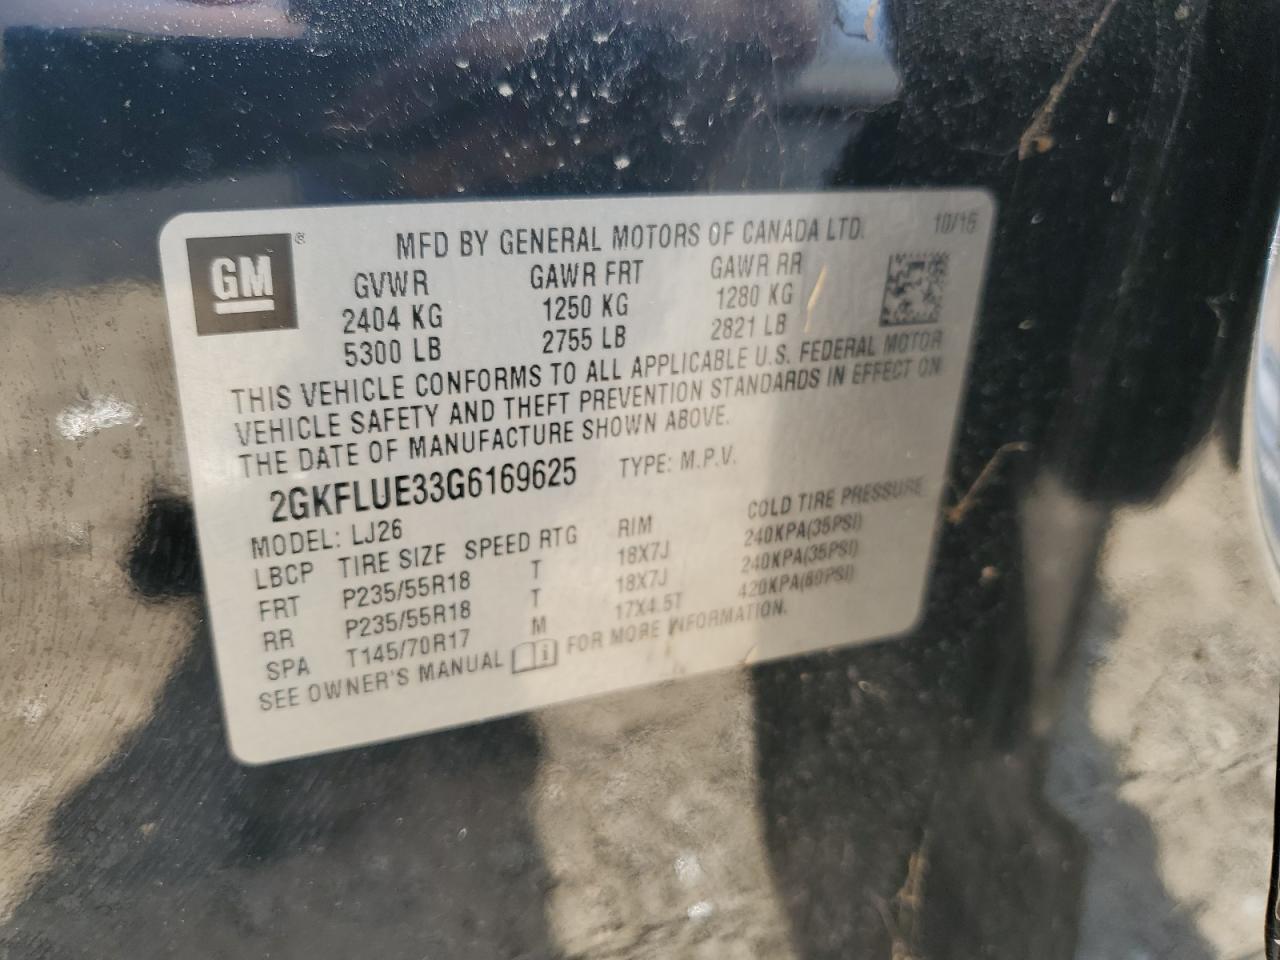 GM ®
MFD BY GENERAL MOTORS OF CANADA LTD. 10/15
GVWR GAWR FRT GAWR RR
2404 KG 1250 KG 1280 KG
5300 LB 2755 LB 2821 LB
THIS VEHICLE CONFORMS TO ALL APPLICABLE U.S. FEDERAL MOTOR
VEHICLE SAFETY AND THEFT PREVENTION STANDARDS IN EFFECT ON
THE DATE OF MANUFACTURE SHOWN ABOVE.
2GKFLUE33G6169625 TYPE: M.P.V.
MODEL: LJ26
LBCP TIRE SIZE SPEED RTG RIM COLD TIRE PRESSURE
FRT P235/55R18 T 18X7J 240KPA(35PSI)
RR P235/55R18 T 18X7J 240KPA(35PSI)
SPA T145/70R17 M 17X4.5T 420KPA(60PSI)
SEE OWNER'S MANUAL FOR MORE INFORMATION.